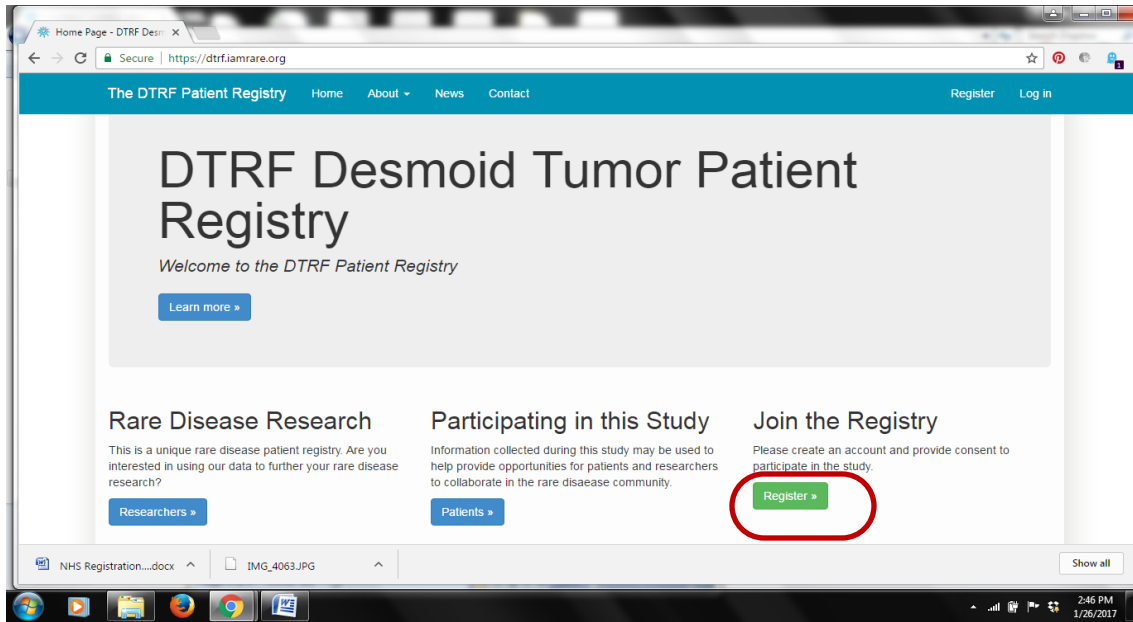 Home Page - DTRF Desm
Secure | https://dtrf.iamrare.org
1
The DTRF Patient Registry Home About News Contact Register Log in
DTRF Desmoid Tumor Patient
Registry
Welcome to the DTRF Patient Registry
Learn more »
Rare Disease Research
This is a unique rare disease patient registry. Are you
interested in using our data to further your rare disease
research?
Researchers »
Participating in this Study
Information collected during this study may be used to
help provide opportunities for patients and researchers
to collaborate in the rare disaease community.
Patients »
Join the Registry
Please create an account and provide consent to
participate in the study.
Register »
NHS Registration....docx
IMG_4063.JPG
Show all
2:46 PM
1/26/2017